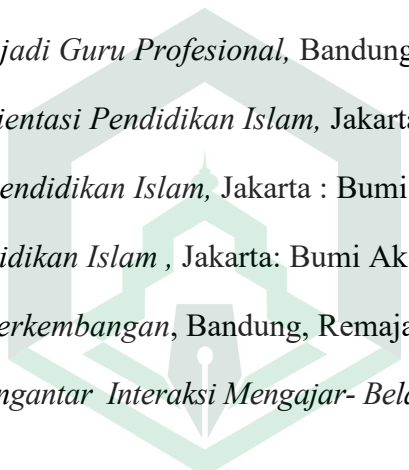 jadi Guru Profesional, Bandung
ientasi Pendidikan Islam, Jakarta
endidikan Islam, Jakarta : Bumi
idikan Islam , Jakarta: Bumi Ak
erkembangan, Bandung, Remaja
ngantar Interaksi Mengajar- Bela